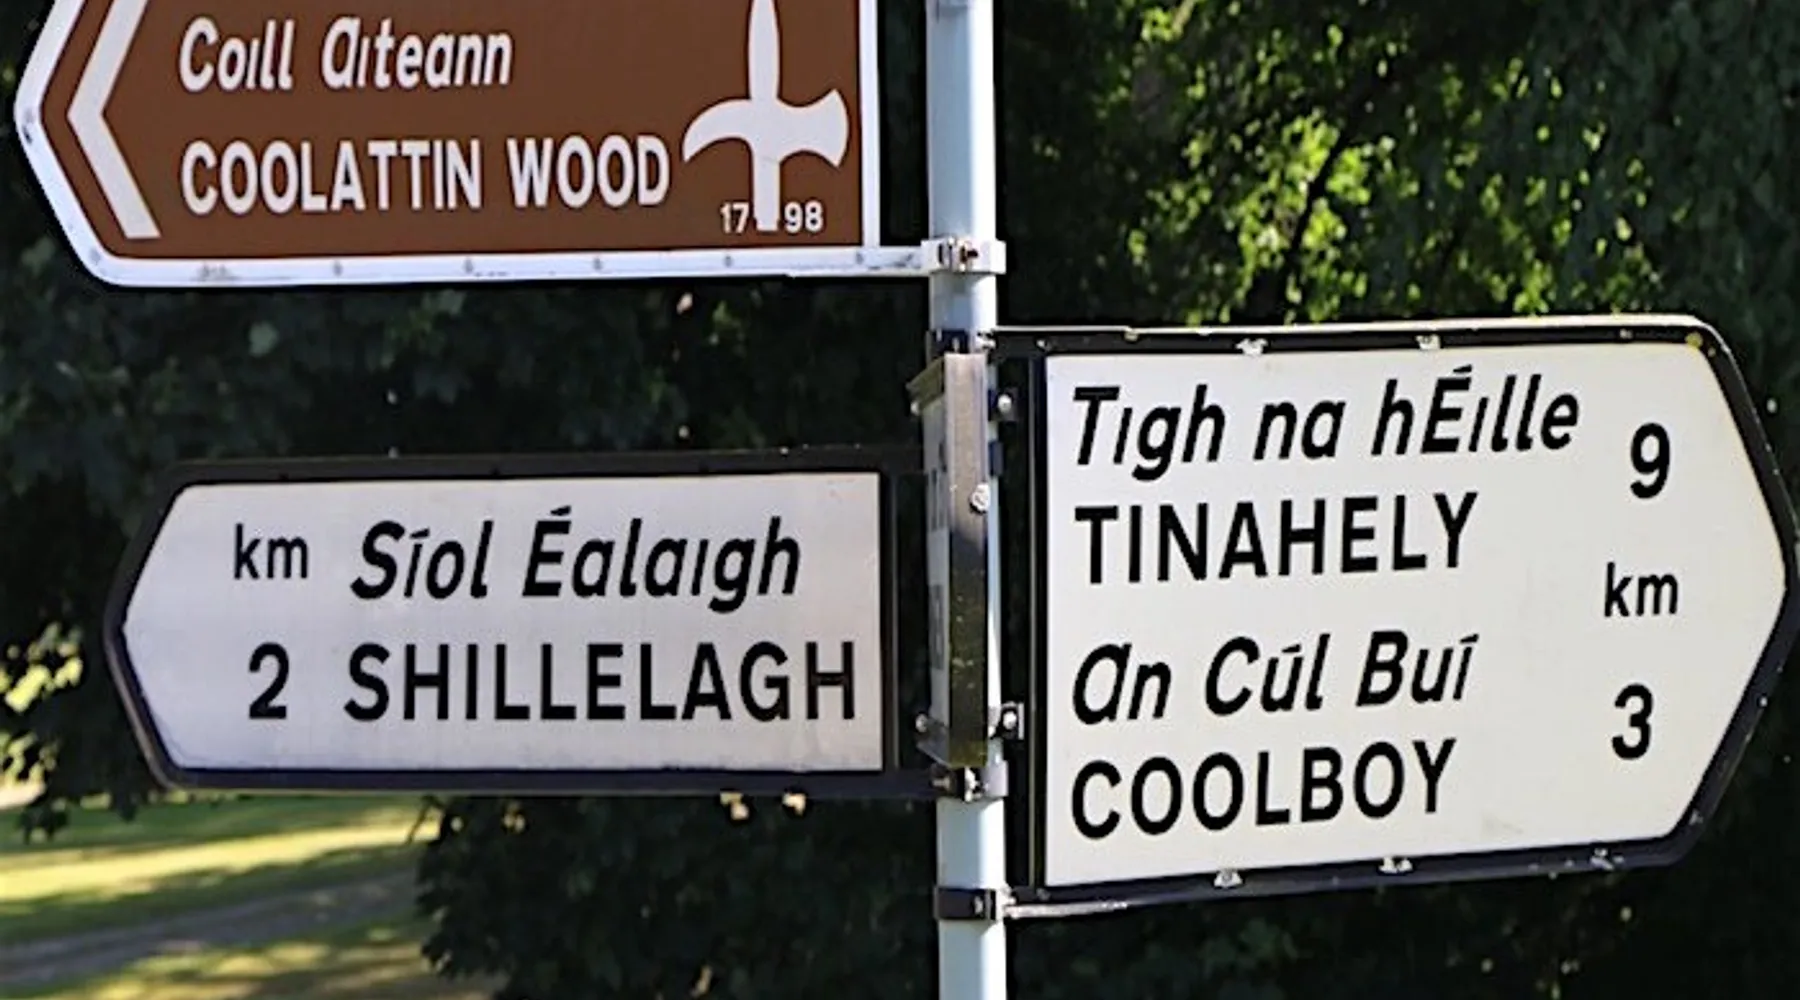 Coill Aiteann
COOLATTIN WOOD
17 98
km Síol Éalaigh
2 SHILLELAGH
Tigh na hÉille 9
TINAHELY
km
An Cúl Buí 3
COOLBOY